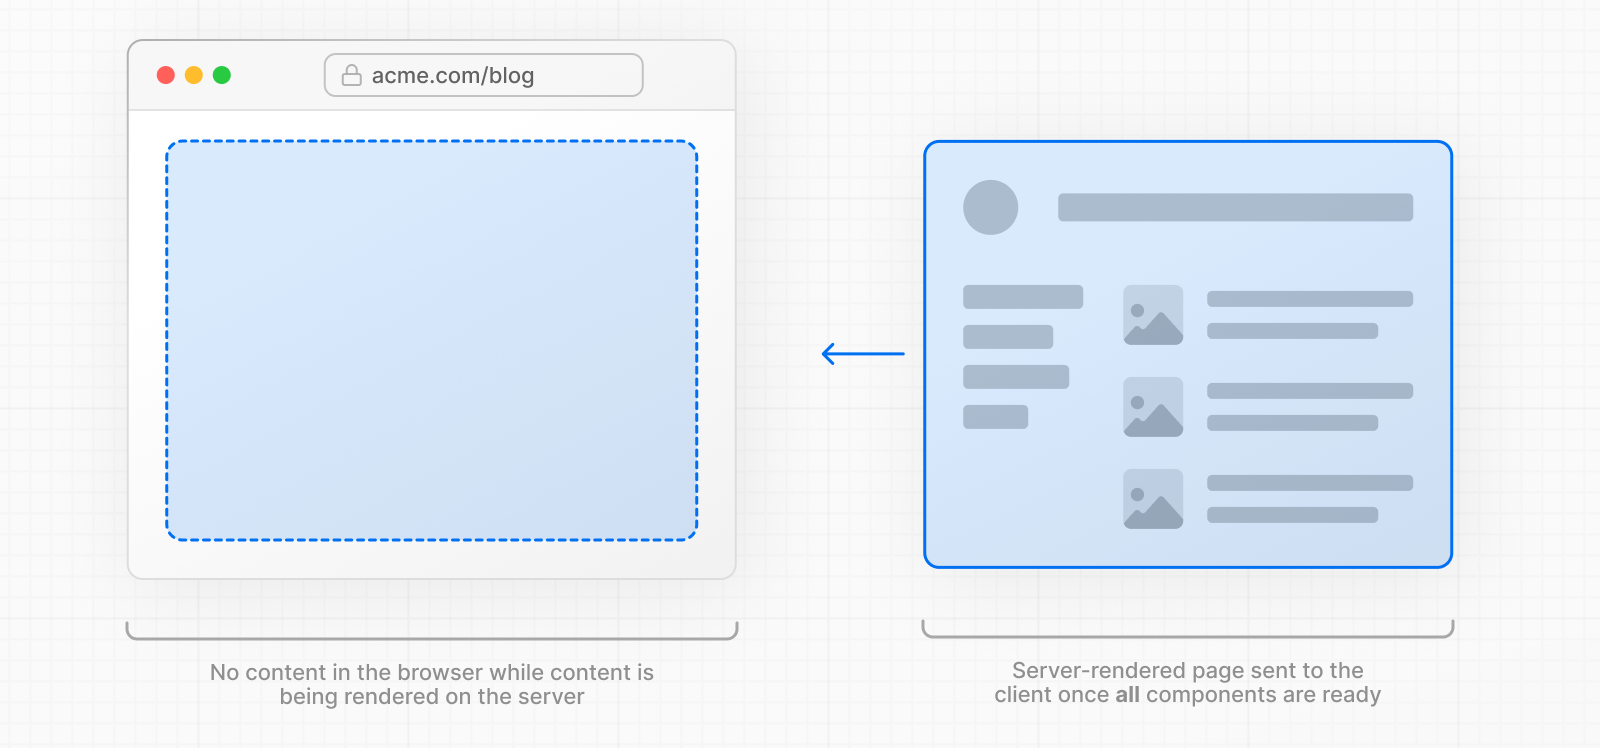 acme.com/blog
No content in the browser while content is
being rendered on the server
Server-rendered page sent to the
client once all components are ready